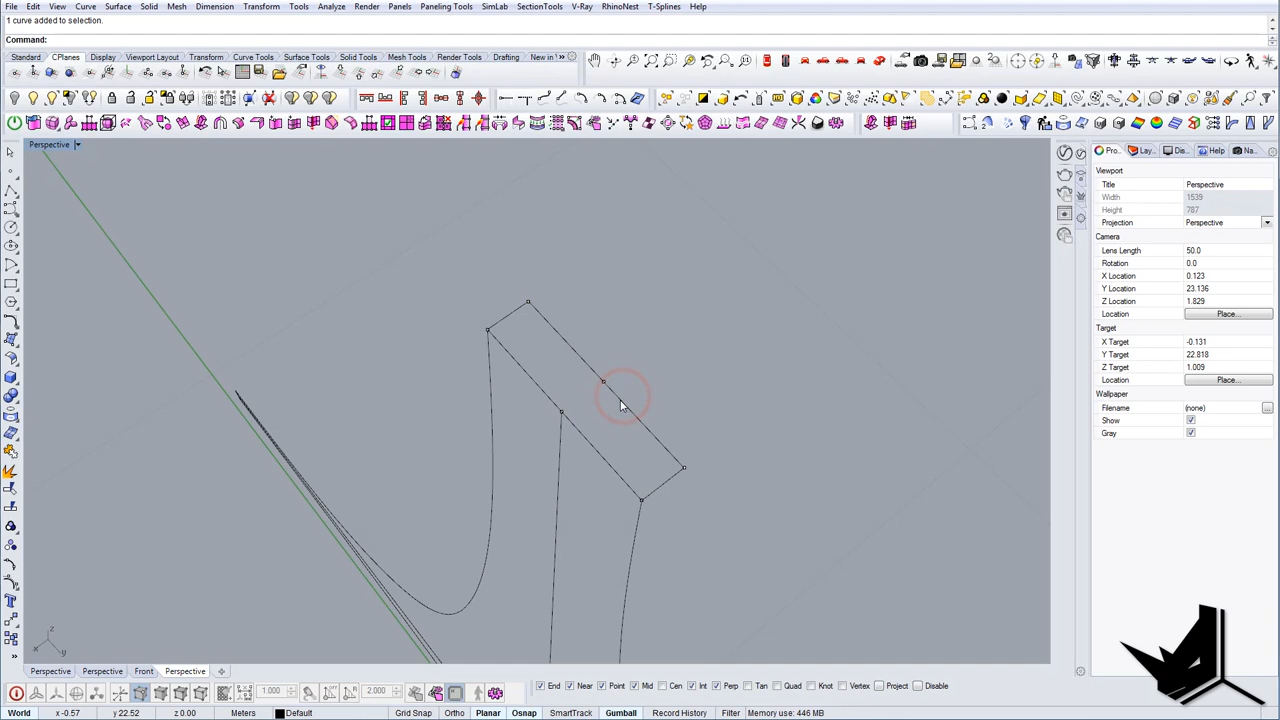 File Edit View Curve Surface Solid Mesh Dimension Transform Tools Analyze Render Panels Paneling Tools SimLab SectionTools V-Ray RhinoNest T-Splines Help
1 curve added to selection.
Command:
Standard CPlanes Display Viewport Layout Transform Curve Tools Surface Tools Solid Tools Mesh Tools Render Tools Drafting New in
Perspective
Pro... Lay... Dis... Help Na...
Viewport
Title Perspective
Width 1539
Height 787
Projection Perspective
Camera
Lens Length 50.0
Rotation 0.0
X Location 0.123
Y Location 23.136
Z Location 1.829
Location Place...
Target
X Target -0.131
Y Target 22.818
Z Target 1.009
Location Place...
Wallpaper
Filename (none)
Show
Gray
z
x y
Perspective Perspective Front Perspective
1.000 2.000 End Near Point Mid Cen Int Perp Tan Quad Knot Vertex Project Disable
World x -0.57 y 22.52 z 0.00 Meters Default Grid Snap Ortho Planar Osnap SmartTrack Gumball Record History Filter Memory use: 446 MB